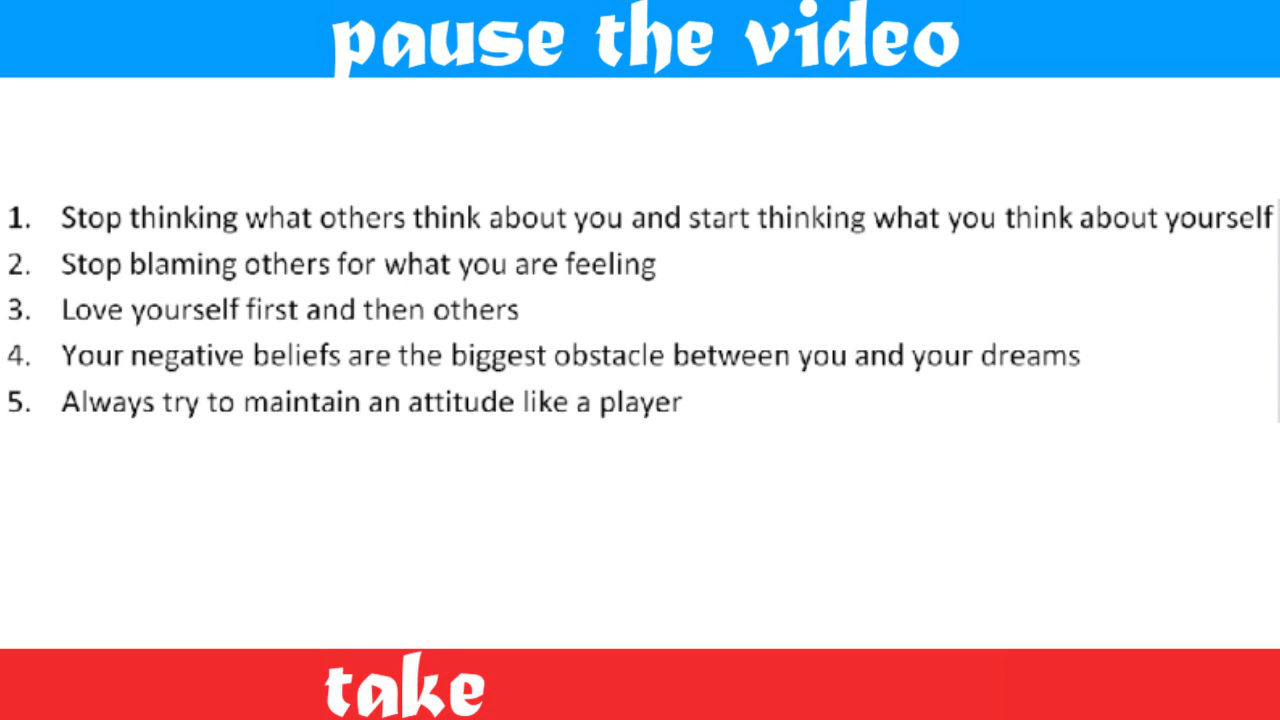 pause the video
1. Stop thinking what others think about you and start thinking what you think about yourself
2. Stop blaming others for what you are feeling
3. Love yourself first and then others
4. Your negative beliefs are the biggest obstacle between you and your dreams
5. Always try to maintain an attitude like a player
take